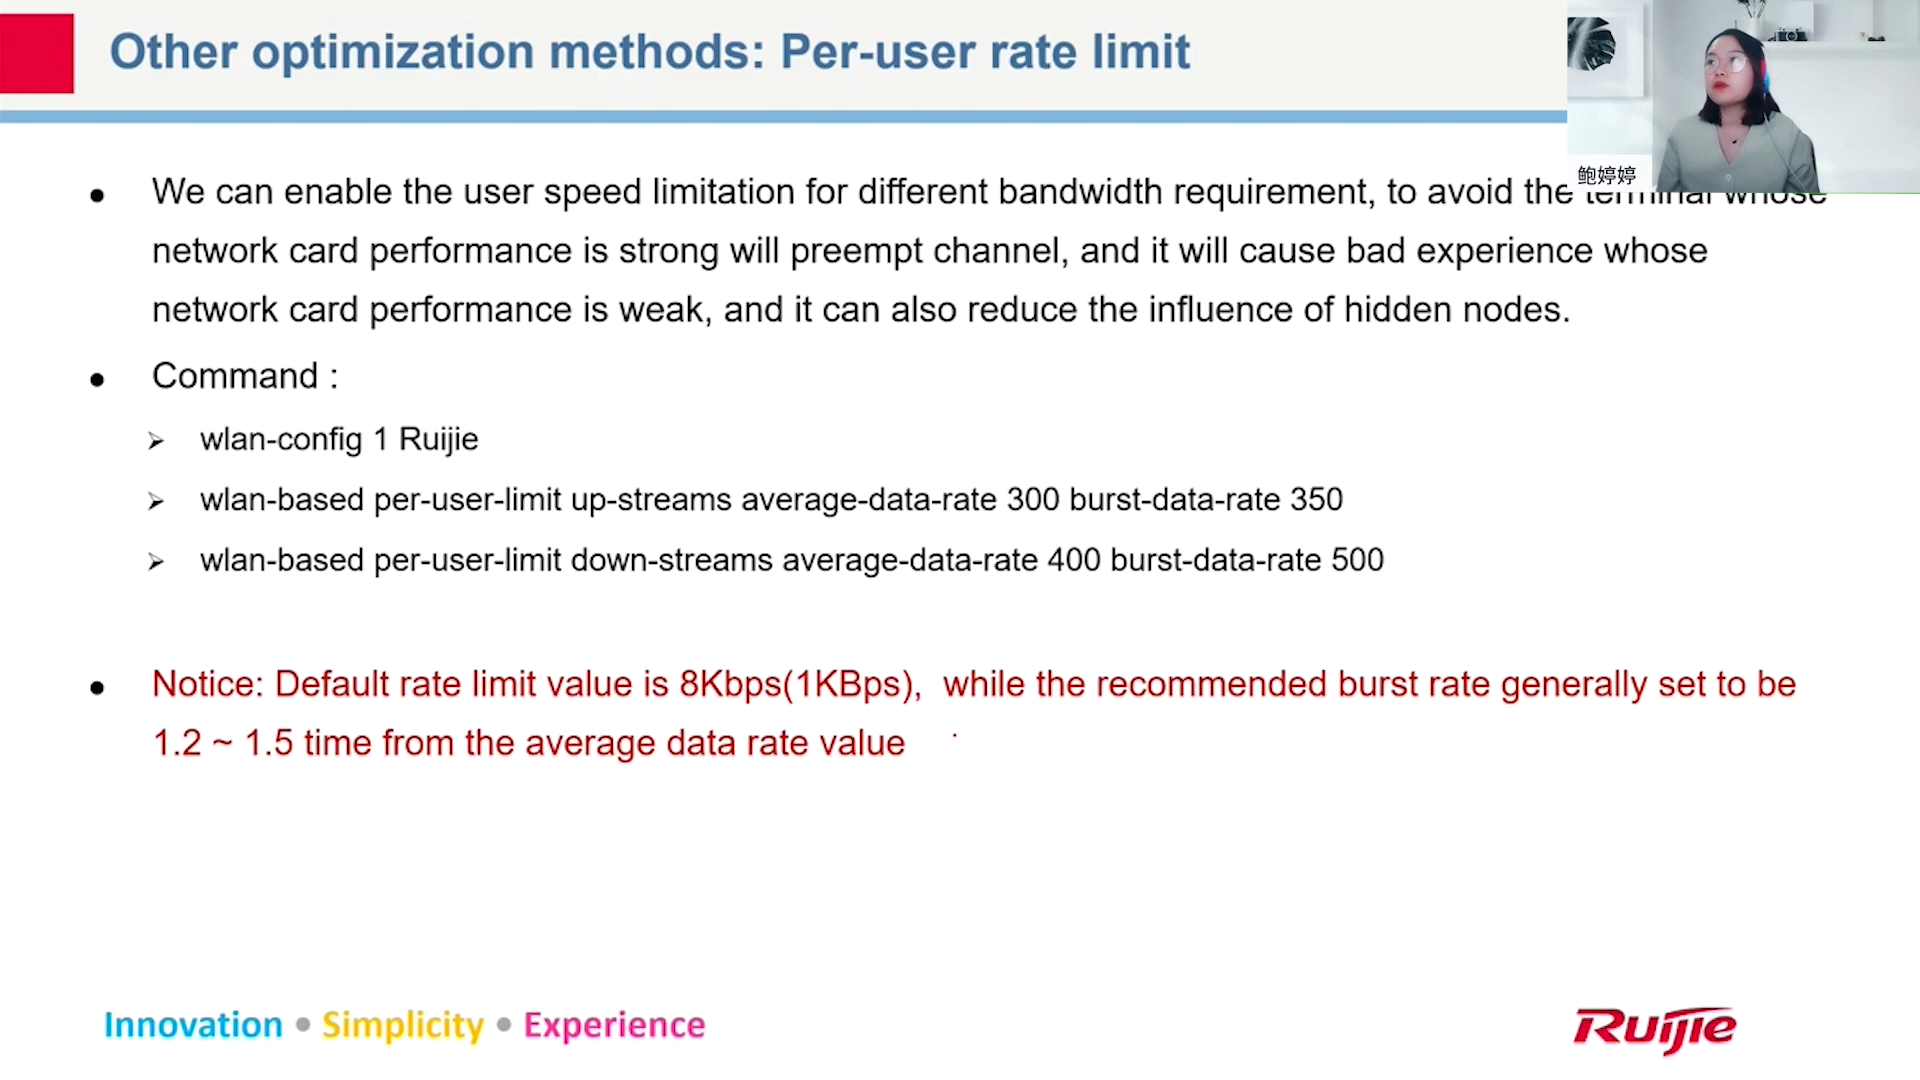 Other optimization methods: Per-user rate limit
鲍婷婷
We can enable the user speed limitation for different bandwidth requirement, to avoid the terminal whose
network card performance is strong will preempt channel, and it will cause bad experience whose
network card performance is weak, and it can also reduce the influence of hidden nodes.
Command :
wlan-config 1 Ruijie
wlan-based per-user-limit up-streams average-data-rate 300 burst-data-rate 350
wlan-based per-user-limit down-streams average-data-rate 400 burst-data-rate 500
Notice: Default rate limit value is 8Kbps(1KBps), while the recommended burst rate generally set to be
1.2 ~ 1.5 time from the average data rate value
Innovation • Simplicity • Experience
Ruijie